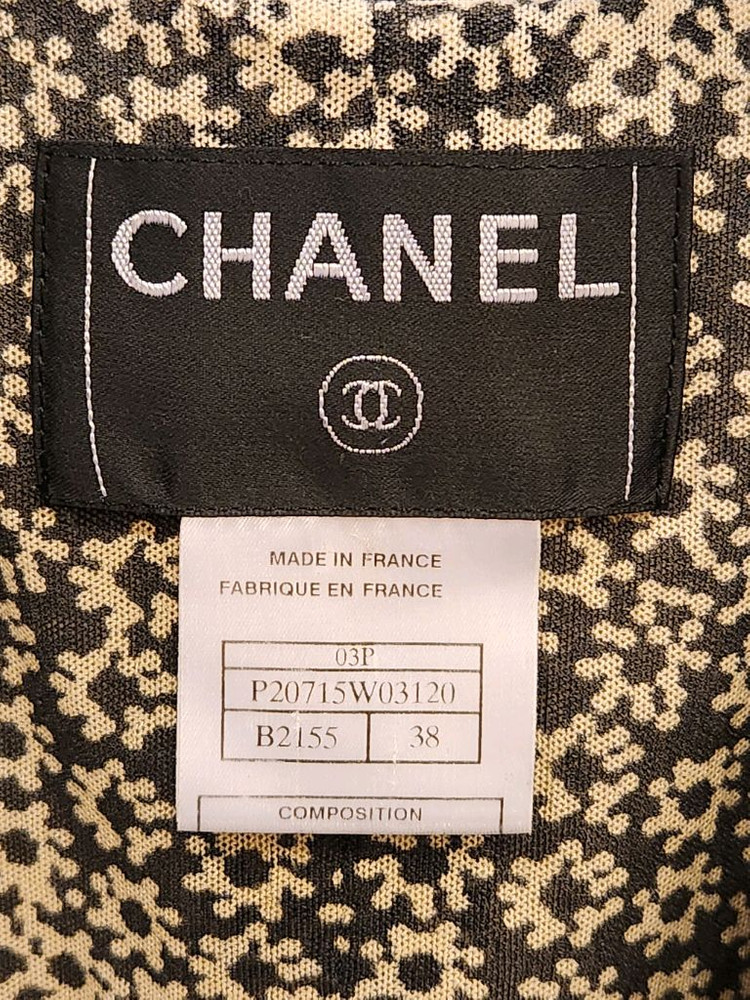 CHANEL
MADE IN FRANCE
FABRIQUE EN FRANCE
03P
P20715W03120
B2155 38
COMPOSITION